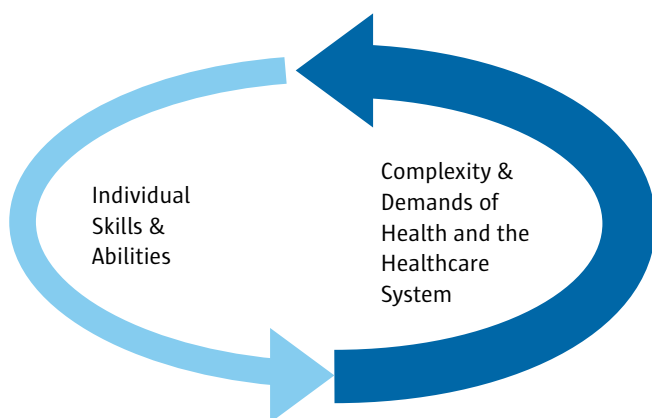 Individual
Skills &
Abilities
Complexity &
Demands of
Health and the
Healthcare
System